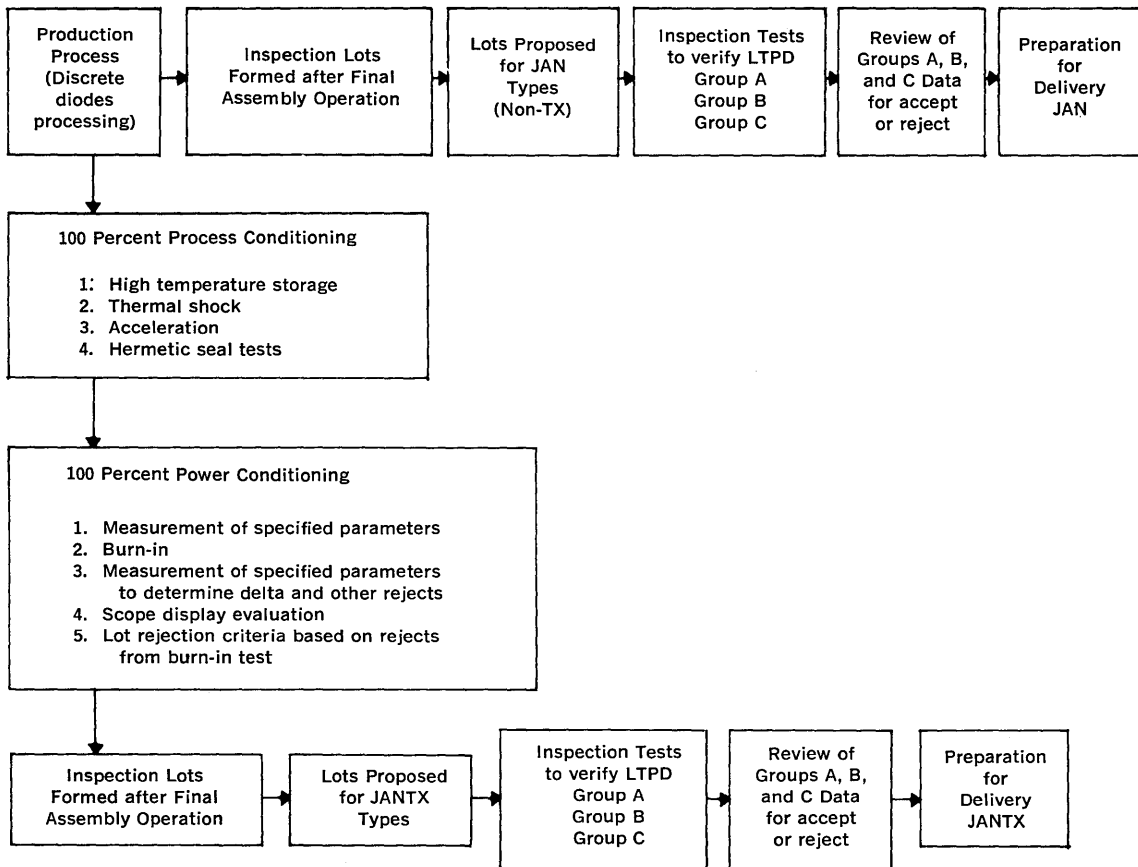 Production
Process
(Discrete
diodes
processing)
Inspection Lots
Formed after Final
Assembly Operation
Lots Proposed
for JAN
Types
(Non-TX)
Inspection Tests
to verify LTPD
Group A
Group B
Group C
Review of
Groups A, B,
and C Data
for accept
or reject
Preparation
for
Delivery
JAN
100 Percent Process Conditioning
1. High temperature storage
2. Thermal shock
3. Acceleration
4. Hermetic seal tests
100 Percent Power Conditioning
1. Measurement of specified parameters
2. Burn-in
3. Measurement of specified parameters
to determine delta and other rejects
4. Scope display evaluation
5. Lot rejection criteria based on rejects
from burn-in test
Inspection Lots
Formed after Final
Assembly Operation
Lots Proposed
for JANTX
Types
Inspection Tests
to verify LTPD
Group A
Group B
Group C
Review of
Groups A, B,
and C Data
for accept
or reject
Preparation
for
Delivery
JANTX